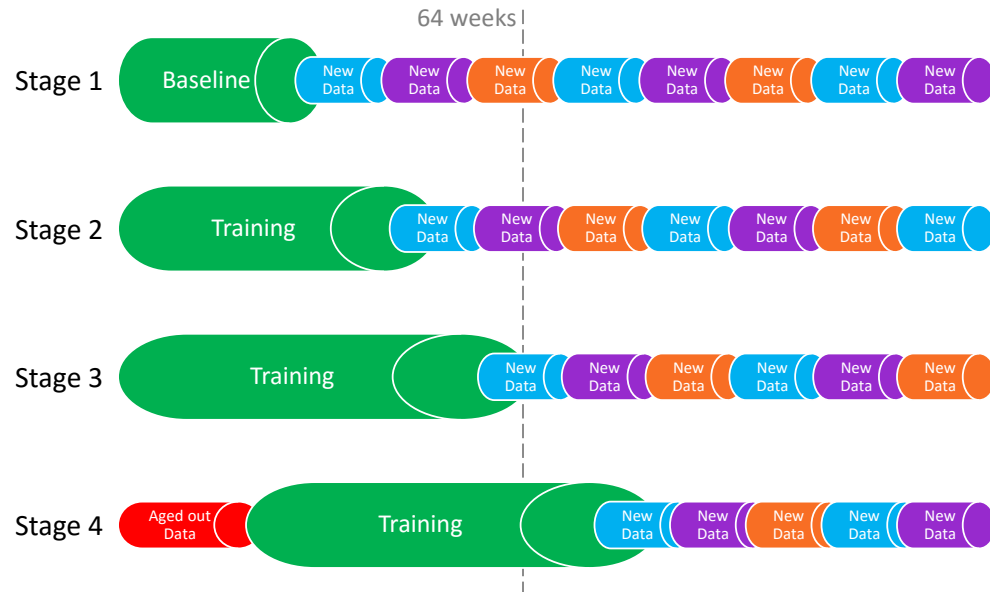 64 weeks
Stage 1
Baseline
New
Data
New
Data
New
Data
New
Data
New
Data
New
Data
New
Data
New
Data
Stage 2
Training
New
Data
New
Data
New
Data
New
Data
New
Data
New
Data
New
Data
Stage 3
Training
New
Data
New
Data
New
Data
New
Data
New
Data
New
Data
Stage 4
Aged out
Data
Training
New
Data
New
Data
New
Data
New
Data
New
Data